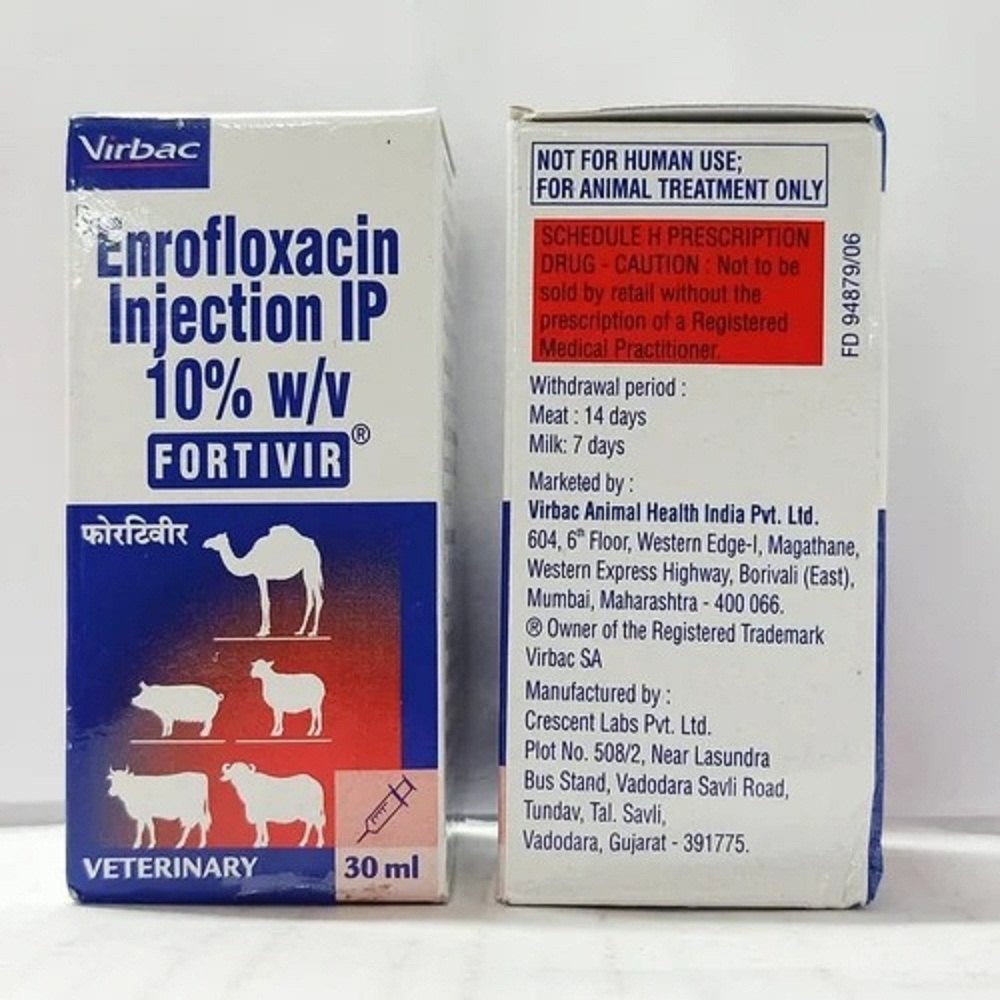 Virbac
Enrofloxacin
Injection IP
10% w/v
FORTIVIR®
फोरटिवीर
VETERINARY
30 ml
NOT FOR HUMAN USE;
FOR ANIMAL TREATMENT ONLY
SCHEDULE H PRESCRIPTION
DRUG - CAUTION : Not to be
sold by retail without the
prescription of a Registered
Medical Practitioner.
FD 94879/06
Withdrawal period :
Meat : 14 days
Milk: 7 days
Marketed by :
Virbac Animal Health India Pvt. Ltd.
604, 6th Floor, Western Edge-I, Magathane,
Western Express Highway, Borivali (East),
Mumbai, Maharashtra - 400 066.
® Owner of the Registered Trademark
Virbac SA
Manufactured by :
Crescent Labs Pvt. Ltd.
Plot No. 508/2, Near Lasundra
Bus Stand, Vadodara Savli Road,
Tundav, Tal. Savli,
Vadodara, Gujarat - 391775.